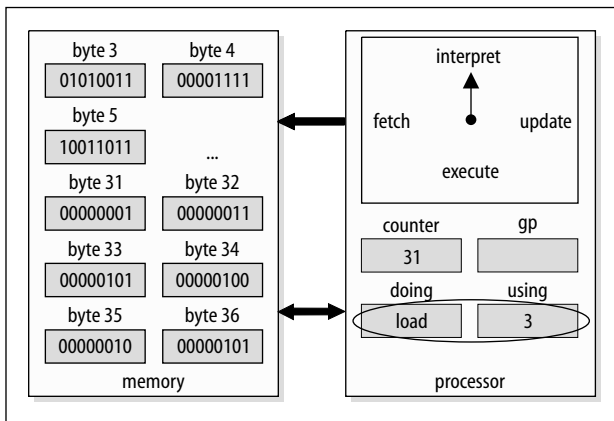 byte 3 byte 4
01010011 00001111
byte 5
10011011 ...
byte 31 byte 32
00000001 00000011
byte 33 byte 34
00000101 00000100
byte 35 byte 36
00000010 00000101
memory
interpret
fetch update
execute
counter gp
31
doing using
load 3
processor